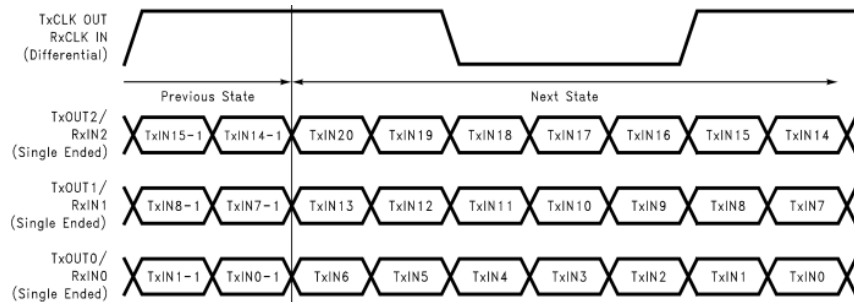 TxCLK OUT
RxCLK IN
(Differential)
Previous State
Next State
TxOUT2/
RxIN2
(Single Ended)
TxIN15-1 TxIN14-1 TxIN20 TxIN19 TxIN18 TxIN17 TxIN16 TxIN15 TxIN14
TxOUT1/
RxIN1
(Single Ended)
TxIN8-1 TxIN7-1 TxIN13 TxIN12 TxIN11 TxIN10 TxIN9 TxIN8 TxIN7
TxOUT0/
RxIN0
(Single Ended)
TxIN1-1 TxIN0-1 TxIN6 TxIN5 TxIN4 TxIN3 TxIN2 TxIN1 TxIN0